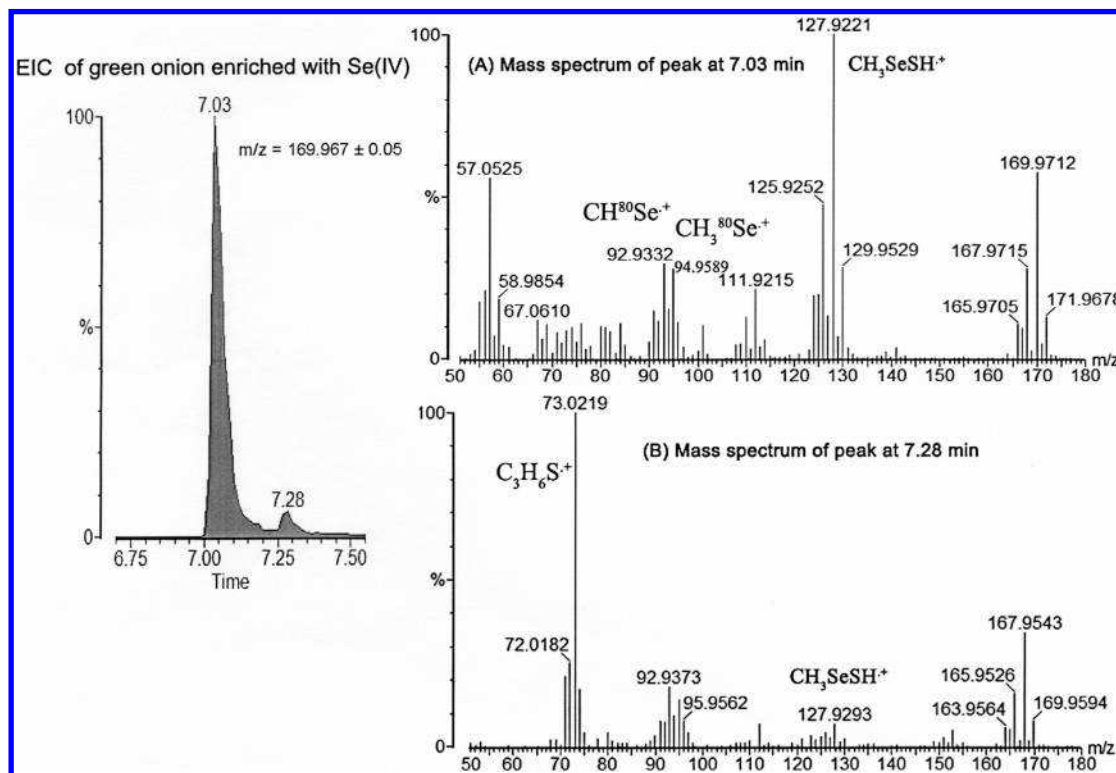 EIC of green onion enriched with Se(IV)
7.03
100
m/z = 169.967 ± 0.05
%
7.28
0
6.75 7.00 7.25 7.50
Time
127.9221
100
(A) Mass spectrum of peak at 7.03 min
CH₃SeSH·⁺
57.0525
169.9712
125.9252
%
CH⁸⁰Se·⁺
CH₃⁸⁰Se·⁺
92.9332
94.9589
129.9529
167.9715
58.9854
111.9215
67.0610
165.9705
171.9678
0
m/z
50 60 70 80 90 100 110 120 130 140 150 160 170 180
73.0219
100
(B) Mass spectrum of peak at 7.28 min
C₃H₆S·⁺
%
167.9543
72.0182
92.9373
CH₃SeSH·⁺
165.9526
95.9562
127.9293
163.9564
169.9594
0
m/z
50 60 70 80 90 100 110 120 130 140 150 160 170 180